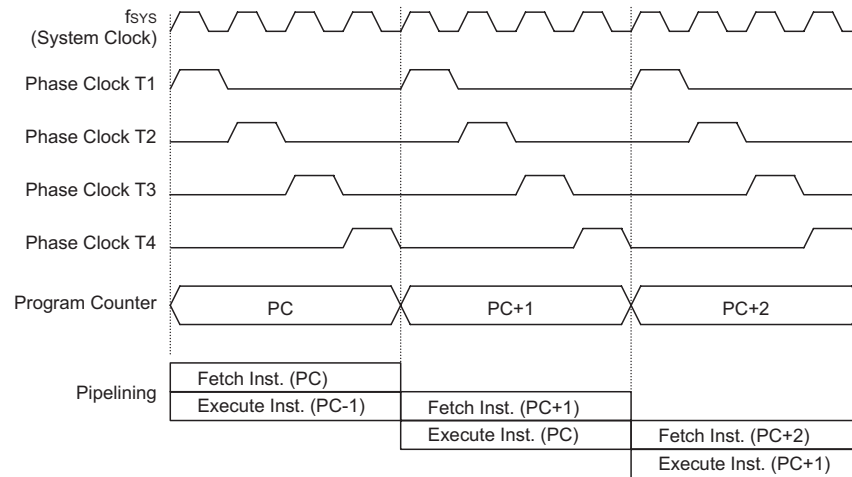 fSYS
(System Clock)
Phase Clock T1
Phase Clock T2
Phase Clock T3
Phase Clock T4
Program Counter
PC
PC+1
PC+2
Pipelining
Fetch Inst. (PC)
Execute Inst. (PC-1)
Fetch Inst. (PC+1)
Execute Inst. (PC)
Fetch Inst. (PC+2)
Execute Inst. (PC+1)